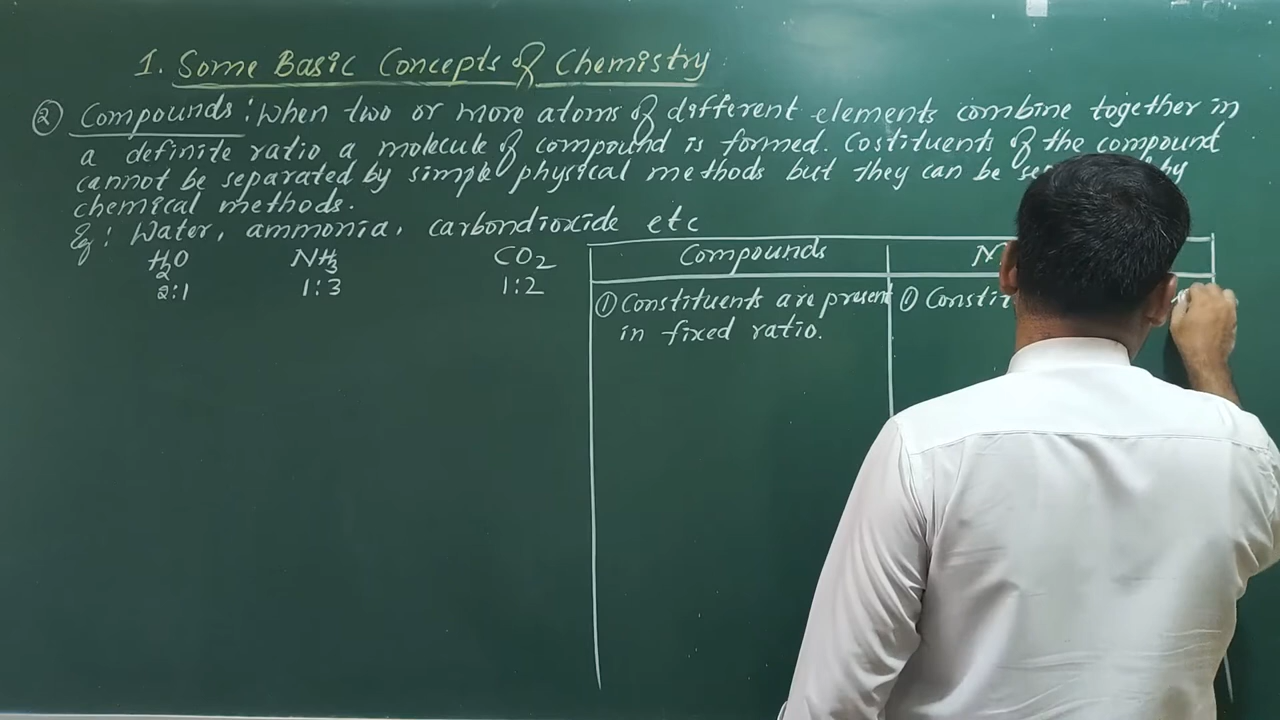 1. Some Basic Concepts of Chemistry
② Compounds : When two or more atoms of different elements combine together in
a definite ratio a molecule of compound is formed. Costituents of the compound
cannot be separated by simple physical methods but they can be by
chemical methods.
Eg : Water, ammonia, carbondioxide etc
H2O NH3 CO2
2:1 1:3 1:2
Compounds
① Constituents are present
in fixed ratio.
①